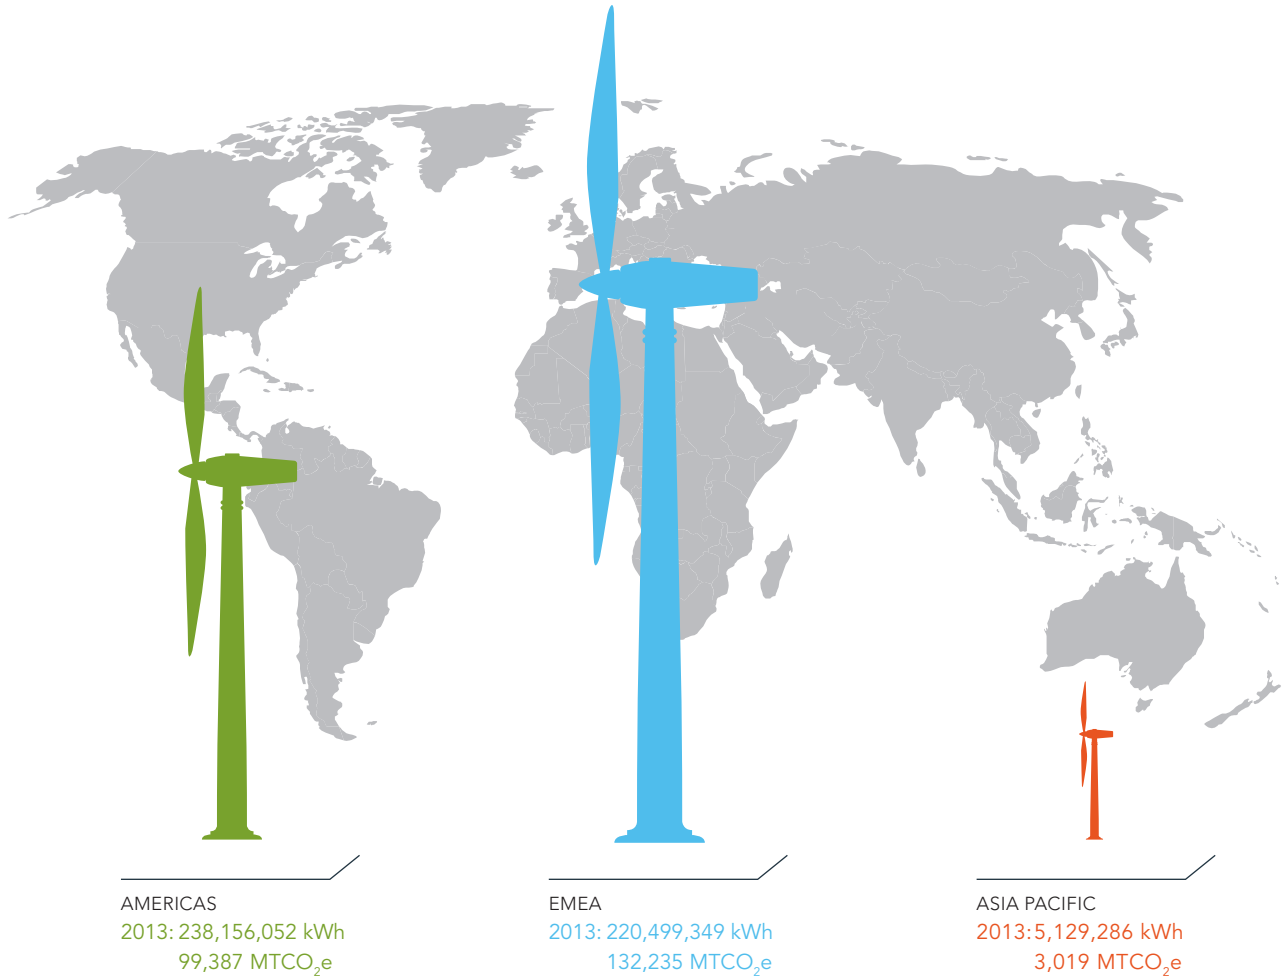 AMERICAS
2013: 238,156,052 kWh
99,387 MTCO₂e
EMEA
2013: 220,499,349 kWh
132,235 MTCO₂e
ASIA PACIFIC
2013: 5,129,286 kWh
3,019 MTCO₂e